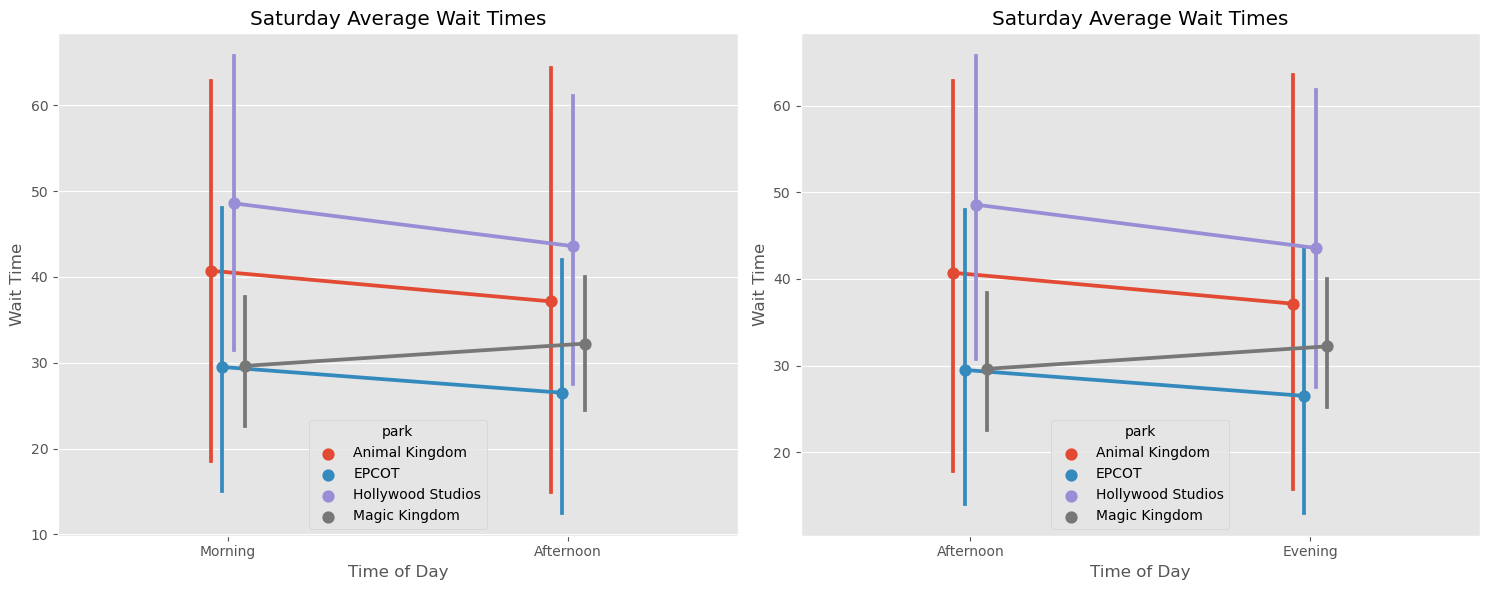 Saturday Average Wait Times
Wait Time
60
50
40
30
20
10
park
Animal Kingdom
EPCOT
Hollywood Studios
Magic Kingdom
Morning
Afternoon
Time of Day
Saturday Average Wait Times
Wait Time
60
50
40
30
20
park
Animal Kingdom
EPCOT
Hollywood Studios
Magic Kingdom
Afternoon
Evening
Time of Day